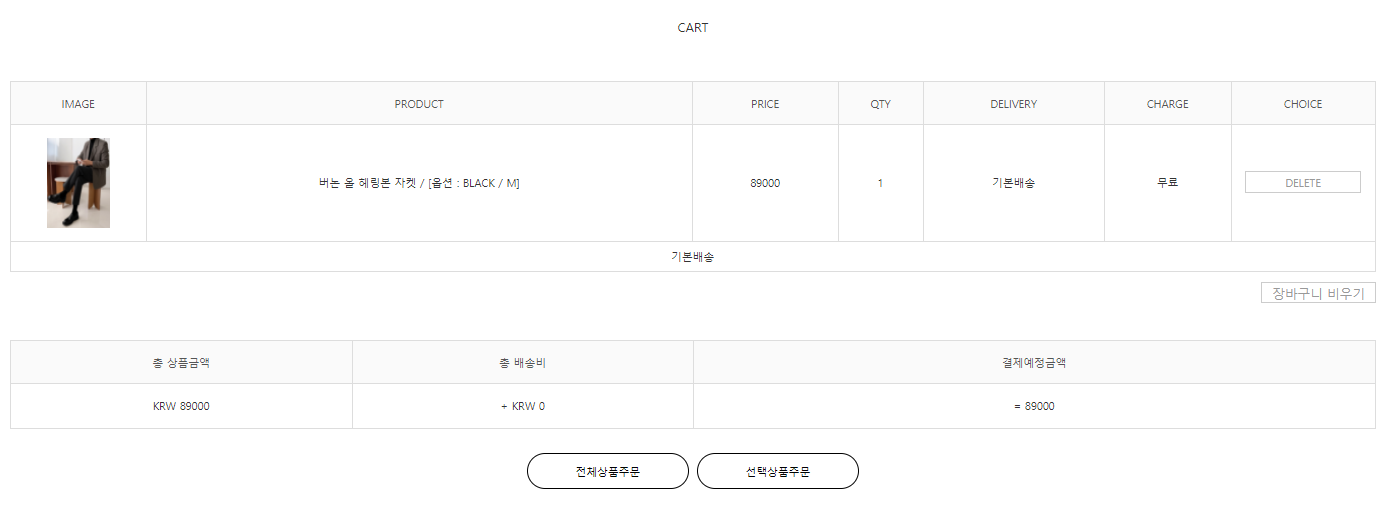 CART
IMAGE PRODUCT PRICE QTY DELIVERY CHARGE CHOICE
버논 울 헤링본 자켓 / [옵션 : BLACK / M] 89000 1 기본배송 무료 DELETE
기본배송
장바구니 비우기
총 상품금액 총 배송비 결제예정금액
KRW 89000 + KRW 0 = 89000
전체상품주문 선택상품주문